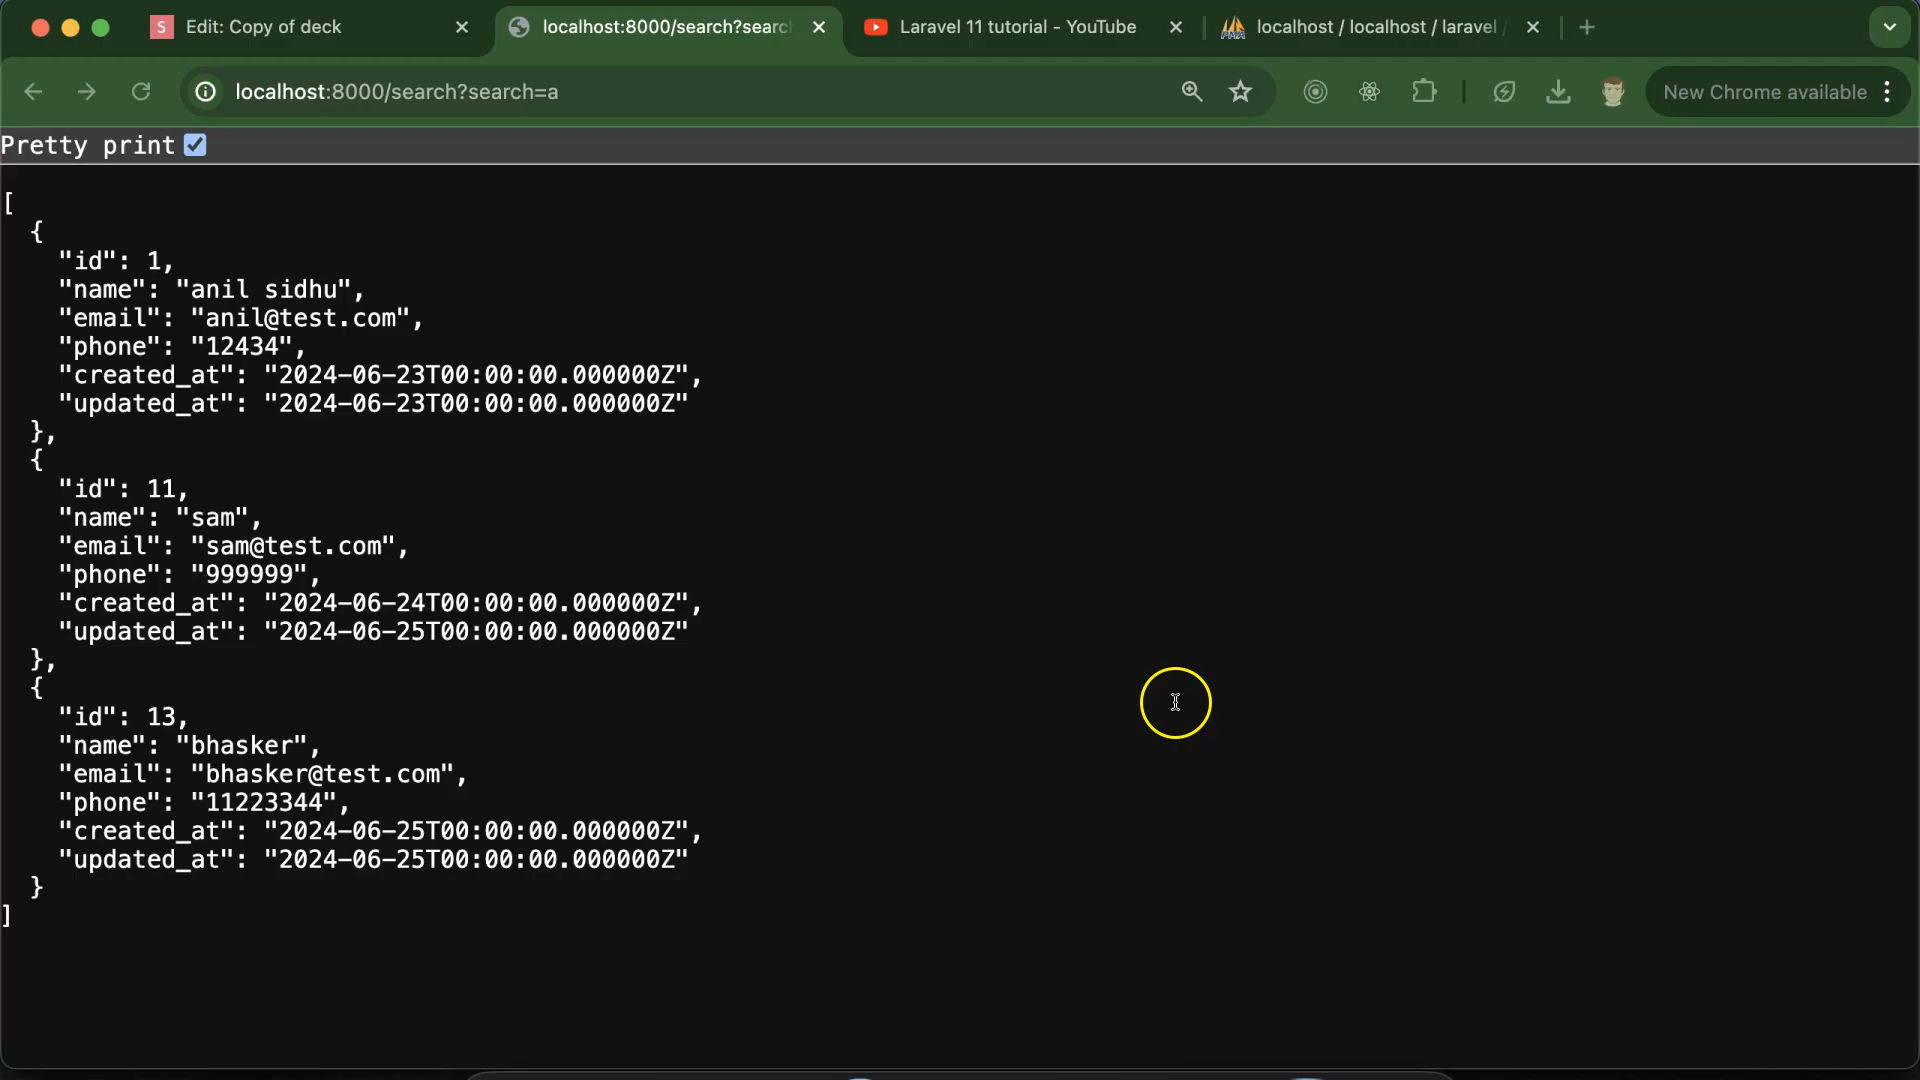 S Edit: Copy of deck
localhost:8000/search?searc
Laravel 11 tutorial - YouTube
localhost / localhost / laravel /
localhost:8000/search?search=a
New Chrome available
Pretty print
[
  {
    "id": 1,
    "name": "anil sidhu",
    "email": "anil@test.com",
    "phone": "12434",
    "created_at": "2024-06-23T00:00:00.000000Z",
    "updated_at": "2024-06-23T00:00:00.000000Z"
  },
  {
    "id": 11,
    "name": "sam",
    "email": "sam@test.com",
    "phone": "999999",
    "created_at": "2024-06-24T00:00:00.000000Z",
    "updated_at": "2024-06-25T00:00:00.000000Z"
  },
  {
    "id": 13,
    "name": "bhasker",
    "email": "bhasker@test.com",
    "phone": "11223344",
    "created_at": "2024-06-25T00:00:00.000000Z",
    "updated_at": "2024-06-25T00:00:00.000000Z"
  }
]